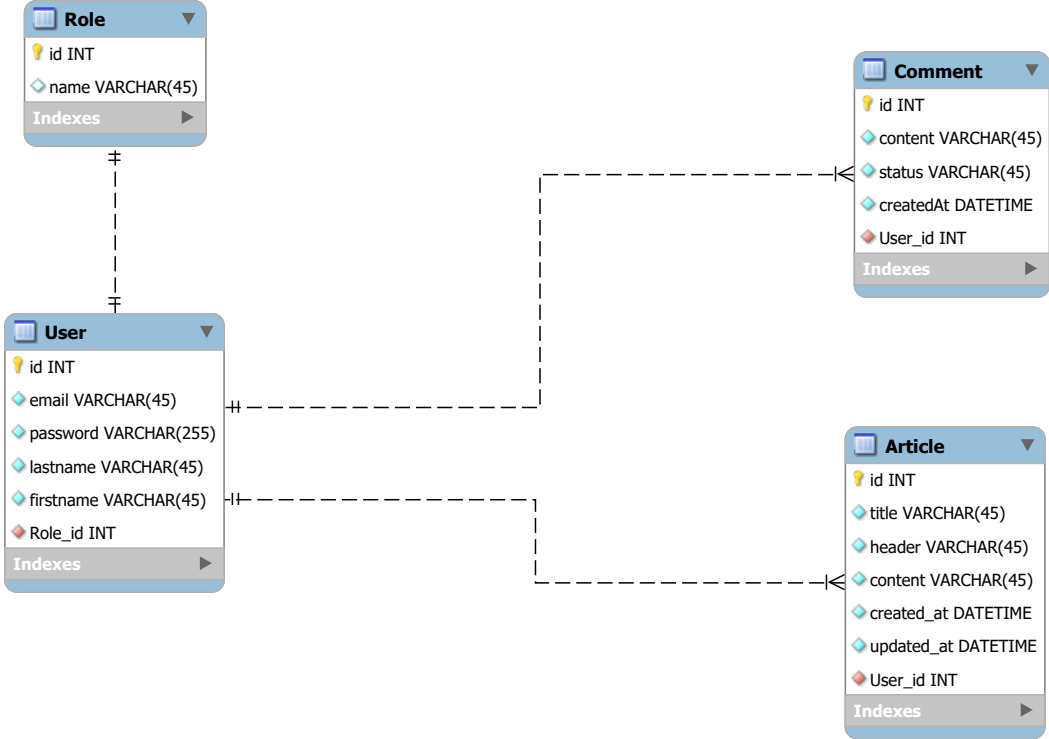 Role
id INT
name VARCHAR(45)
Indexes
Comment
id INT
content VARCHAR(45)
status VARCHAR(45)
createdAt DATETIME
User_id INT
Indexes
User
id INT
email VARCHAR(45)
password VARCHAR(255)
lastname VARCHAR(45)
firstname VARCHAR(45)
Role_id INT
Indexes
Article
id INT
title VARCHAR(45)
header VARCHAR(45)
content VARCHAR(45)
created_at DATETIME
updated_at DATETIME
User_id INT
Indexes